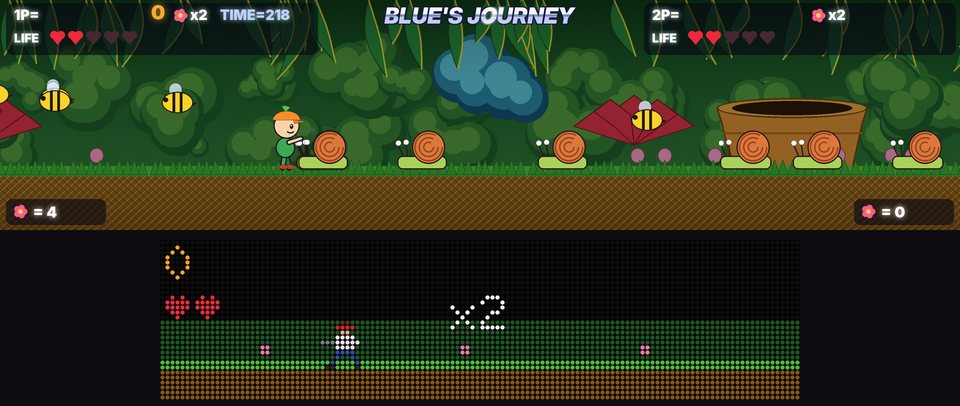 1P= 0 x2 TIME=218
LIFE
BLUE'S JOURNEY
2P= x2
LIFE
= 4
= 0
0
x2